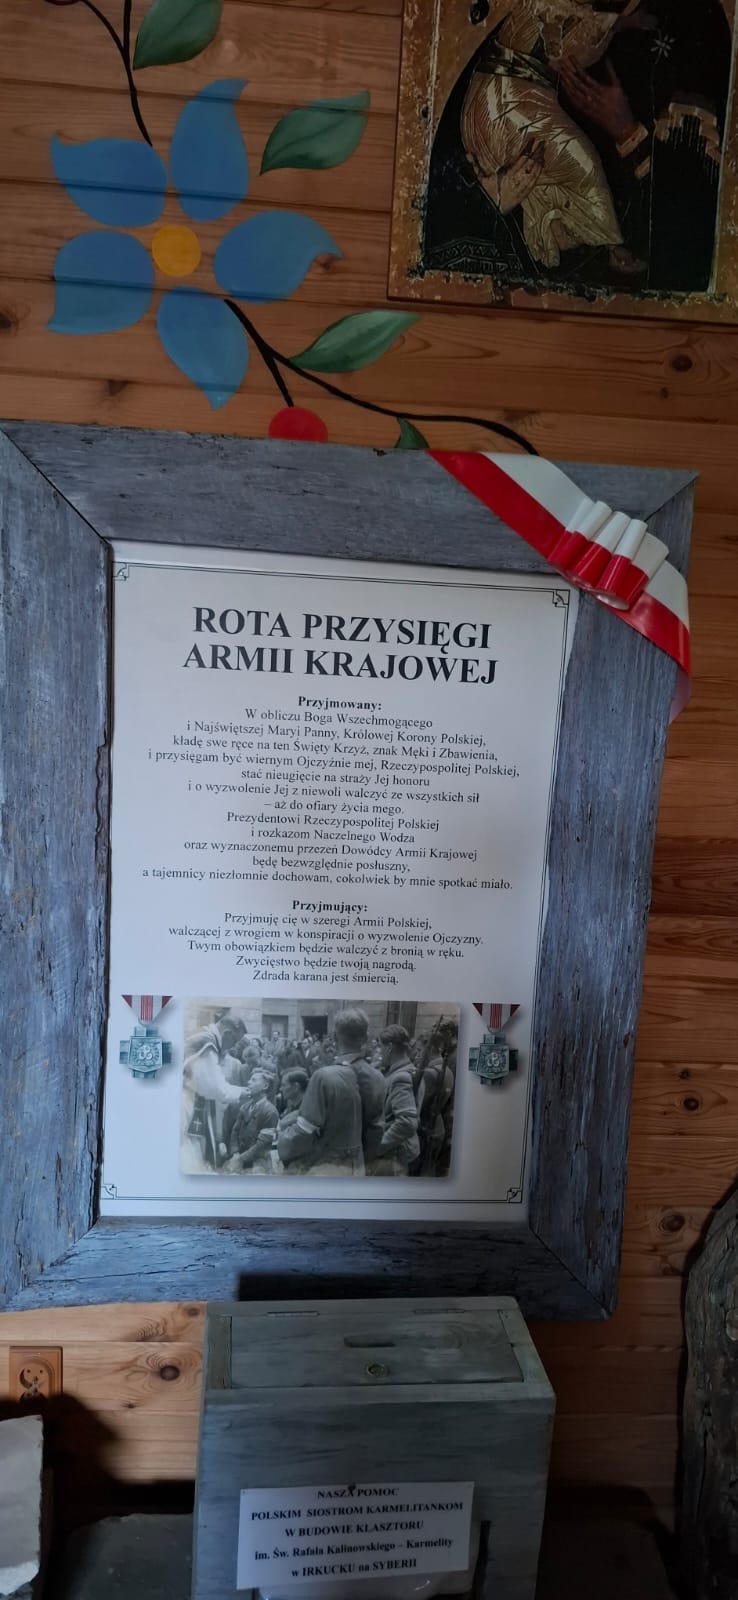 ROTA PRZYSIĘGI
ARMII KRAJOWEJ
Przyjmowany:
W obliczu Boga Wszechmogącego
i Najświętszej Maryi Panny, Królowej Korony Polskiej,
kładę swe ręce na ten Święty Krzyż, znak Męki i Zbawienia,
i przysięgam być wiernym Ojczyźnie mej, Rzeczypospolitej Polskiej,
stać nieugięcie na straży Jej honoru
i o wyzwolenie Jej z niewoli walczyć ze wszystkich sił
– aż do ofiary życia mego.
Prezydentowi Rzeczypospolitej Polskiej
i rozkazom Naczelnego Wodza
oraz wyznaczonemu przezeń Dowódcy Armii Krajowej
będę bezwzględnie posłuszny,
a tajemnicy niezłomnie dochowam, cokolwiek by mnie spotkać miało.
Przyjmujący:
Przyjmuję cię w szeregi Armii Polskiej,
walczącej z wrogiem w konspiracji o wyzwolenie Ojczyzny.
Twym obowiązkiem będzie walczyć z bronią w ręku.
Zwycięstwo będzie twoją nagrodą.
Zdrada karana jest śmiercią.
NASZA POMOC
POLSKIM SIOSTROM KARMELITANKOM
W BUDOWIE KLASZTORU
im. Św. Rafała Kalinowskiego – Karmelity
w IRKUCKU na SYBERII